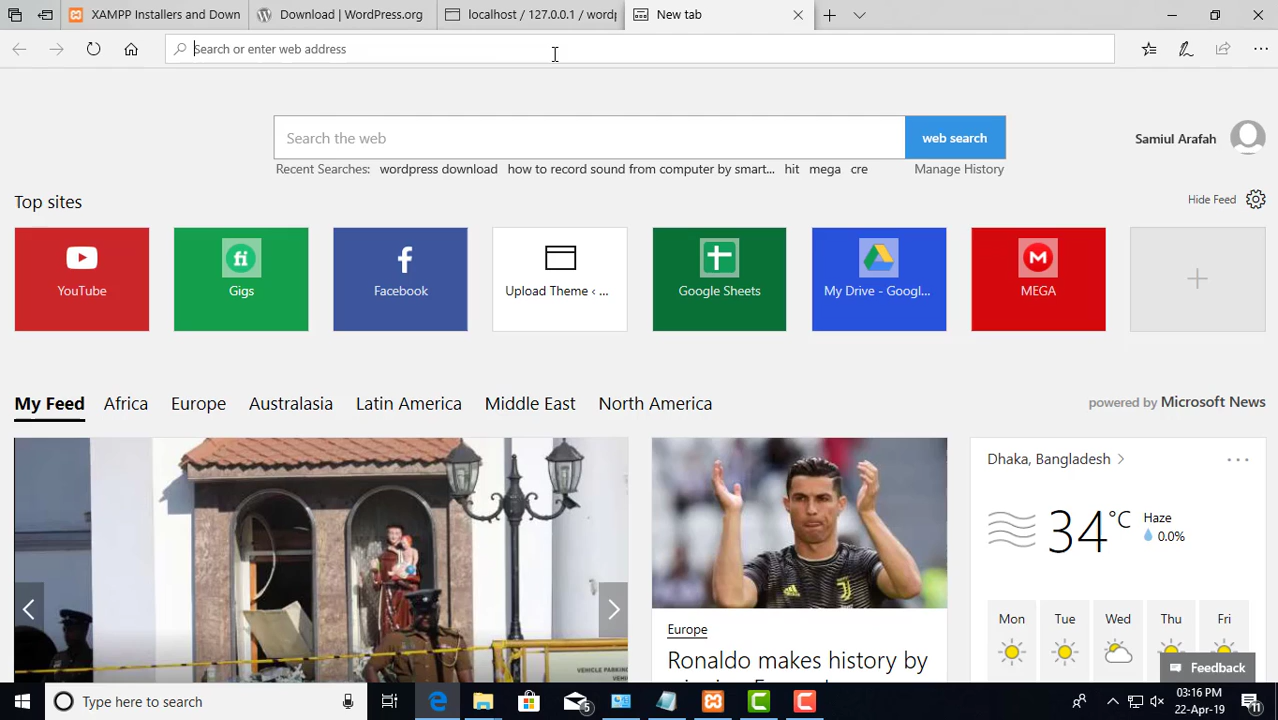 XAMPP Installers and Down
Download | WordPress.org
localhost / 127.0.0.1 / wordp
New tab
Search or enter web address
Search the web
web search
Samiul Arafah
Recent Searches: wordpress download how to record sound from computer by smart... hit mega cre Manage History
Top sites
Hide Feed
YouTube
fi
Gigs
Facebook
Upload Theme ‹ ...
Google Sheets
My Drive - Googl...
M
MEGA
My Feed Africa Europe Australasia Latin America Middle East North America
powered by Microsoft News
VEHICLE PARKING
Europe
Ronaldo makes history by
Dhaka, Bangladesh
34°C
Haze
0.0%
Mon Tue Wed Thu Fri
Feedback
Type here to search
5
03:16 PM
22-Apr-19
11